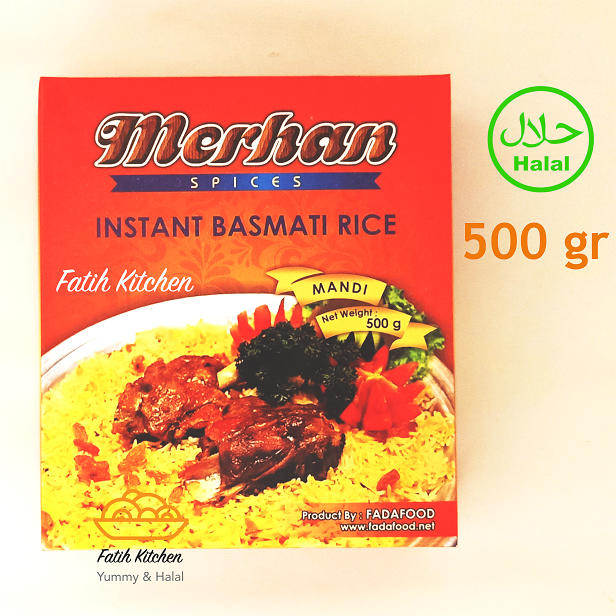 Merhan
SPICES
INSTANT BASMATI RICE
Fatih Kitchen
MANDI
Net Weight :
500 g
Product By : FADAFOOD
www.fadafood.net
Fatih Kitchen
Yummy & Halal
حلال
Halal
500 gr